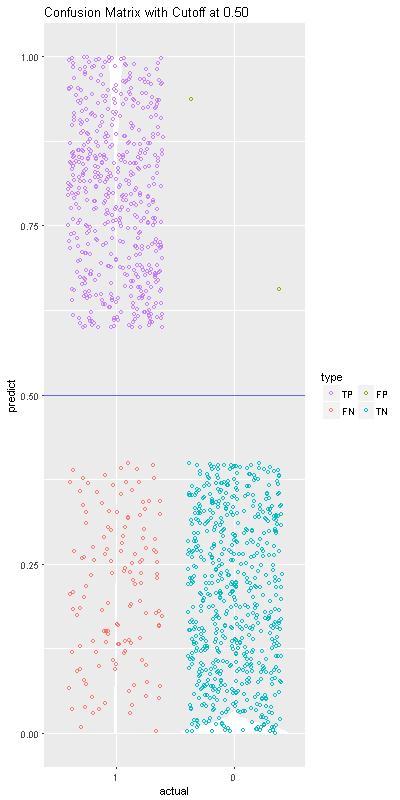 Confusion Matrix with Cutoff at 0.50
1.00
0.75
0.50
0.25
0.00
predict
1 0
actual
type
TP FP
FN TN